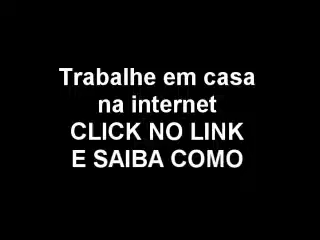 Trabalhe em casa
na internet
CLICK NO LINK
E SAIBA COMO